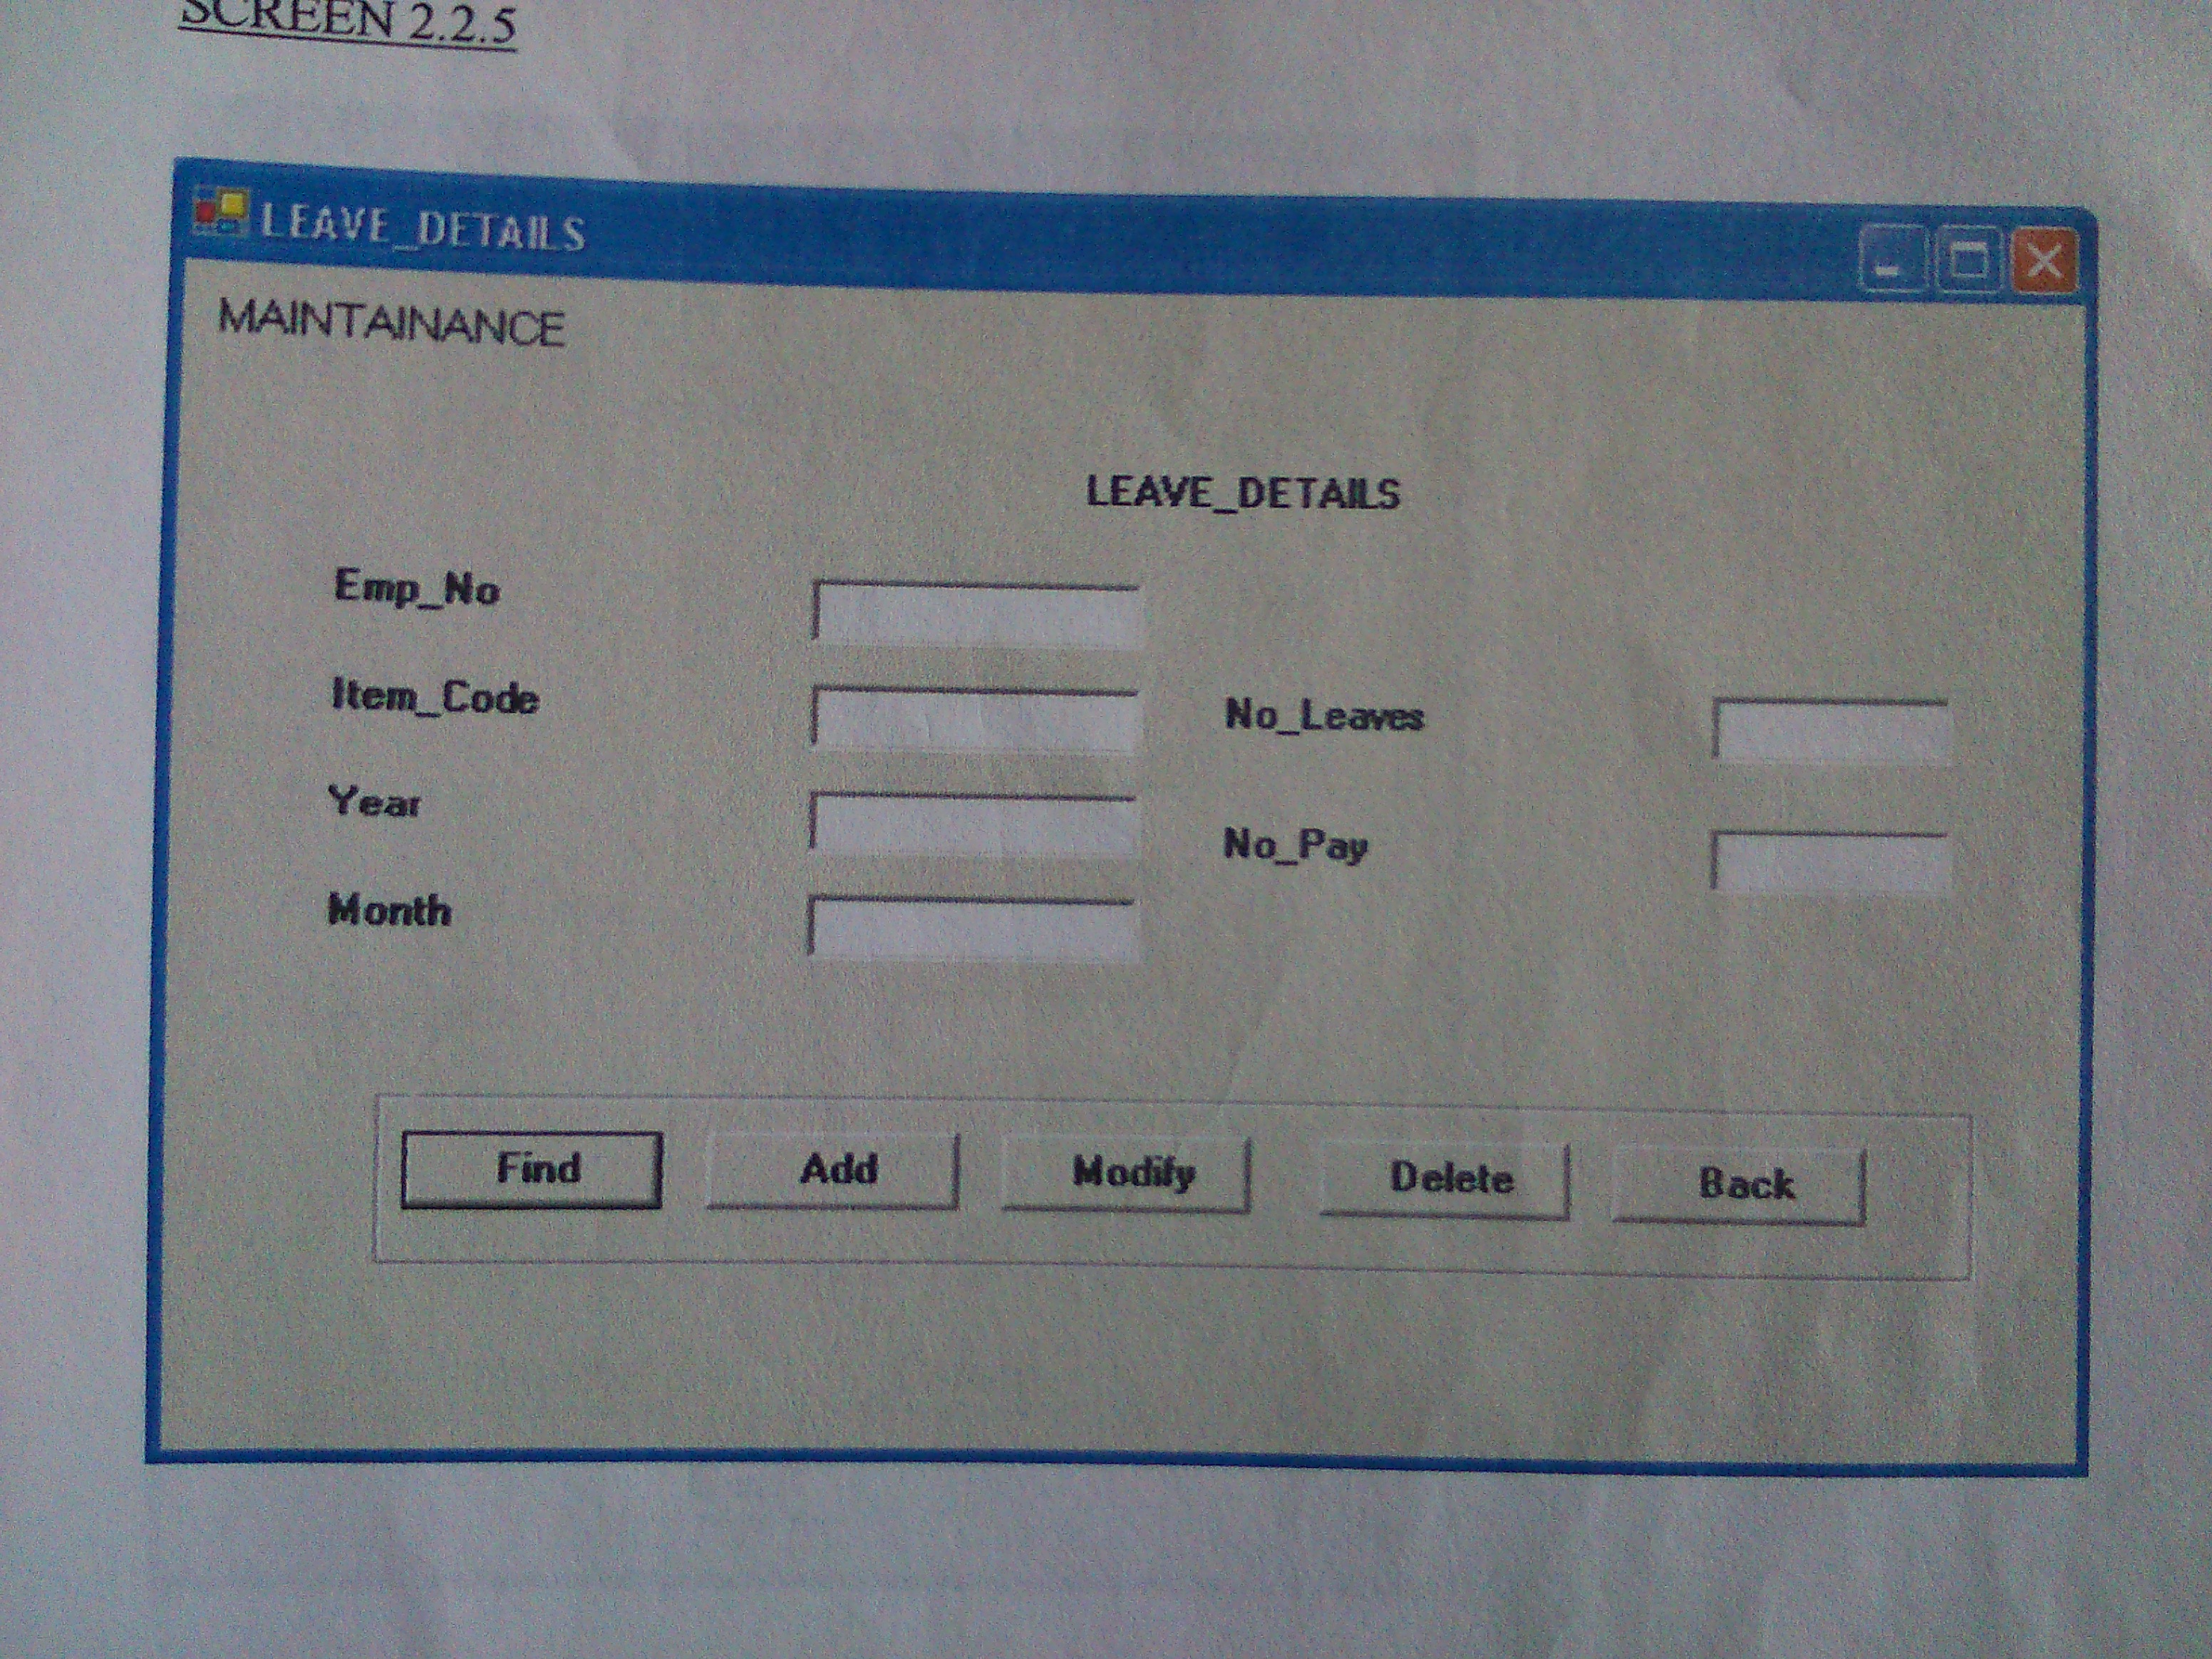 SCREEN 2.2.5
LEAVE_DETAILS
MAINTAINANCE
LEAVE_DETAILS
Emp_No
Item_Code
No_Leaves
Year
No_Pay
Month
Find Add Modify Delete Back